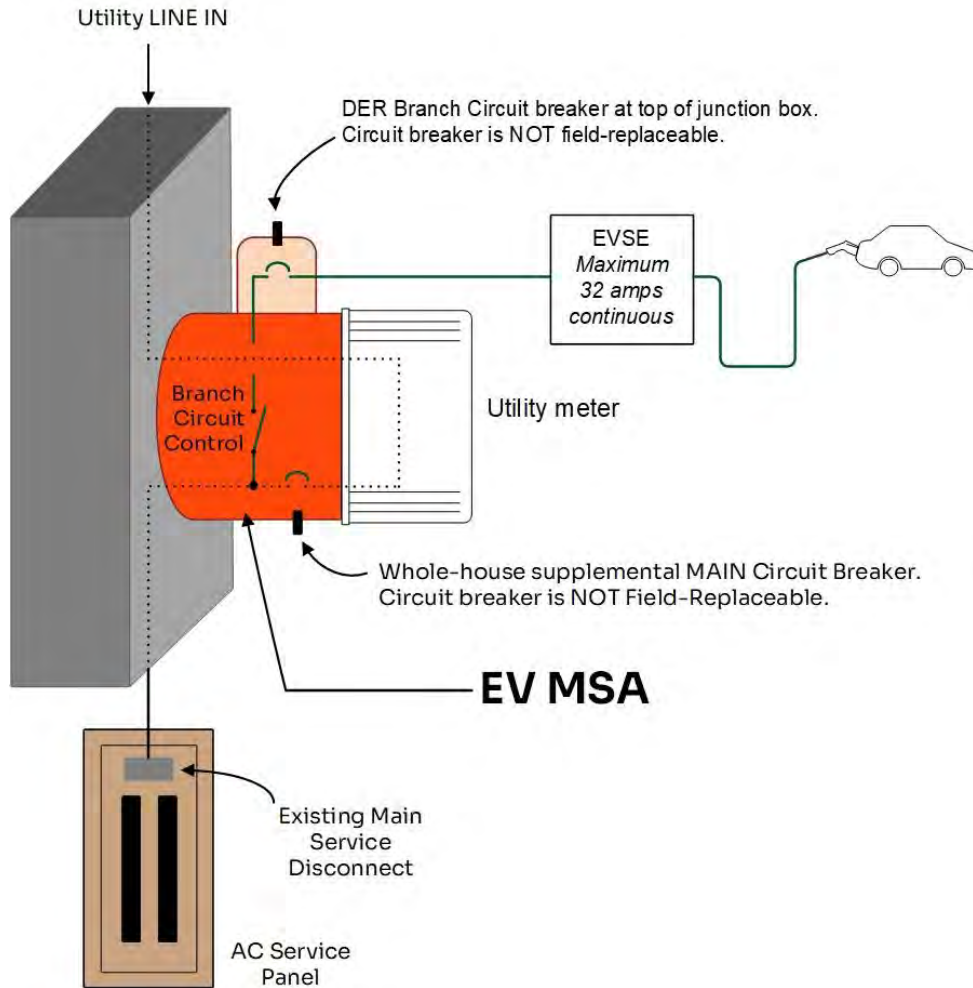 Utility LINE IN
DER Branch Circuit breaker at top of junction box.
Circuit breaker is NOT field-replaceable.
EVSE
Maximum
32 amps
continuous
Branch
Circuit
Control
Utility meter
Whole-house supplemental MAIN Circuit Breaker.
Circuit breaker is NOT Field-Replaceable.
EV MSA
Existing Main
Service
Disconnect
AC Service
Panel